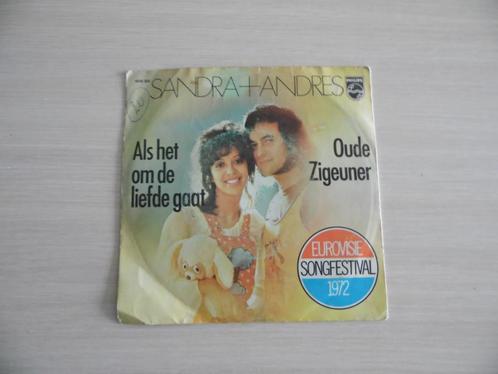 SANDRA+ANDRES
PHILIPS
Als het
om de
liefde gaat
Oude
Zigeuner
EUROVISIE
SONGFESTIVAL
1972